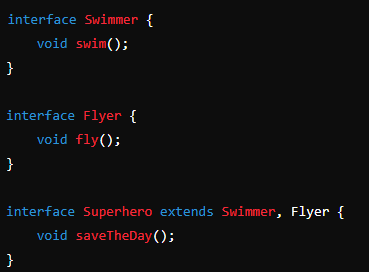 interface Swimmer {
    void swim();
}

interface Flyer {
    void fly();
}

interface Superhero extends Swimmer, Flyer {
    void saveTheDay();
}